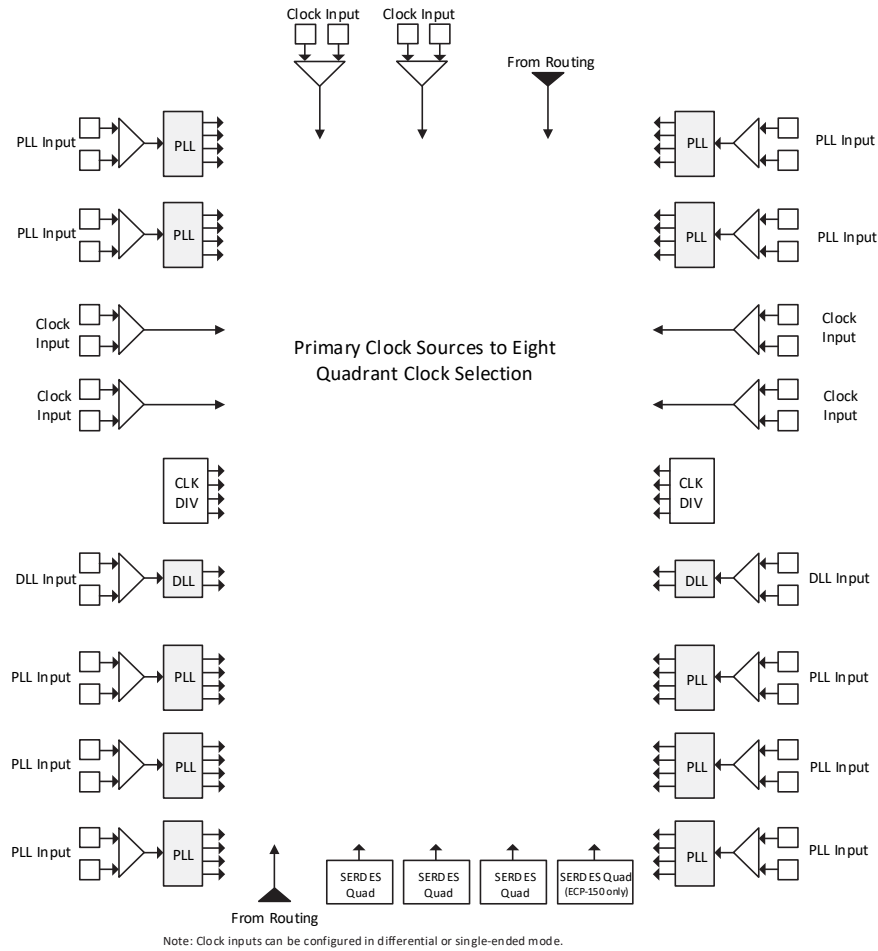 Clock Input Clock Input
From Routing
PLL Input PLL PLL PLL Input
PLL Input PLL PLL PLL Input
Clock Input Clock Input
Primary Clock Sources to Eight
Quadrant Clock Selection
Clock Input Clock Input
CLK DIV CLK DIV
DLL Input DLL DLL DLL Input
PLL Input PLL PLL PLL Input
PLL Input PLL PLL PLL Input
PLL Input PLL PLL PLL Input
SERDES Quad SERDES Quad SERDES Quad SERDES Quad (ECP-150 only)
From Routing
Note: Clock inputs can be configured in differential or single-ended mode.